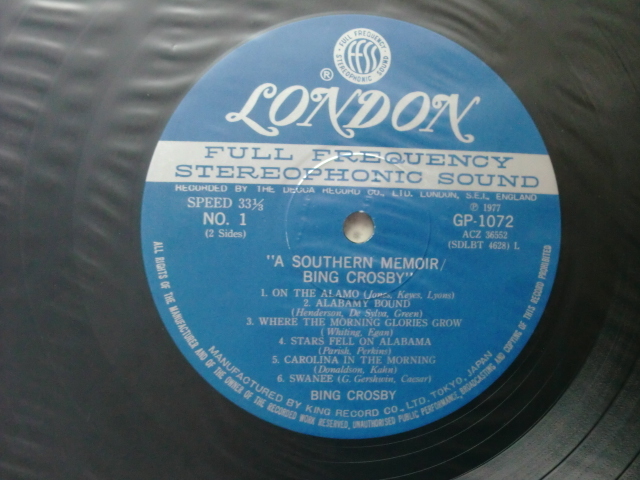 FULL FREQUENCY
ffss
STEREOPHONIC SOUND
®
LONDON
FULL FREQUENCY
STEREOPHONIC SOUND
RECORDED BY THE DECCA RECORD CO., LTD. LONDON, S.E.I., ENGLAND
SPEED 33⅓
℗ 1977
NO. 1
GP-1072
(2 Sides)
ACZ 36552
(SDLBT 4628) L
"A SOUTHERN MEMOIR/
BING CROSBY"
1. ON THE ALAMO (Jones, Keyes, Lyons)
2. ALABAMY BOUND
(Henderson, De Sylva, Green)
3. WHERE THE MORNING GLORIES GROW
(Whiting, Egan)
4. STARS FELL ON ALABAMA
(Parish, Perkins)
5. CAROLINA IN THE MORNING
(Donaldson, Kahn)
6. SWANEE (G. Gershwin, Caeser)
BING CROSBY
MANUFACTURED BY KING RECORD CO., LTD. TOKYO, JAPAN
ALL RIGHTS OF THE MANUFACTURER AND OF THE OWNER OF THE RECORDED WORK RESERVED, UNAUTHORISED PUBLIC PERFORMANCE, BROADCASTING AND COPYING OF THIS RECORD PROHIBITED